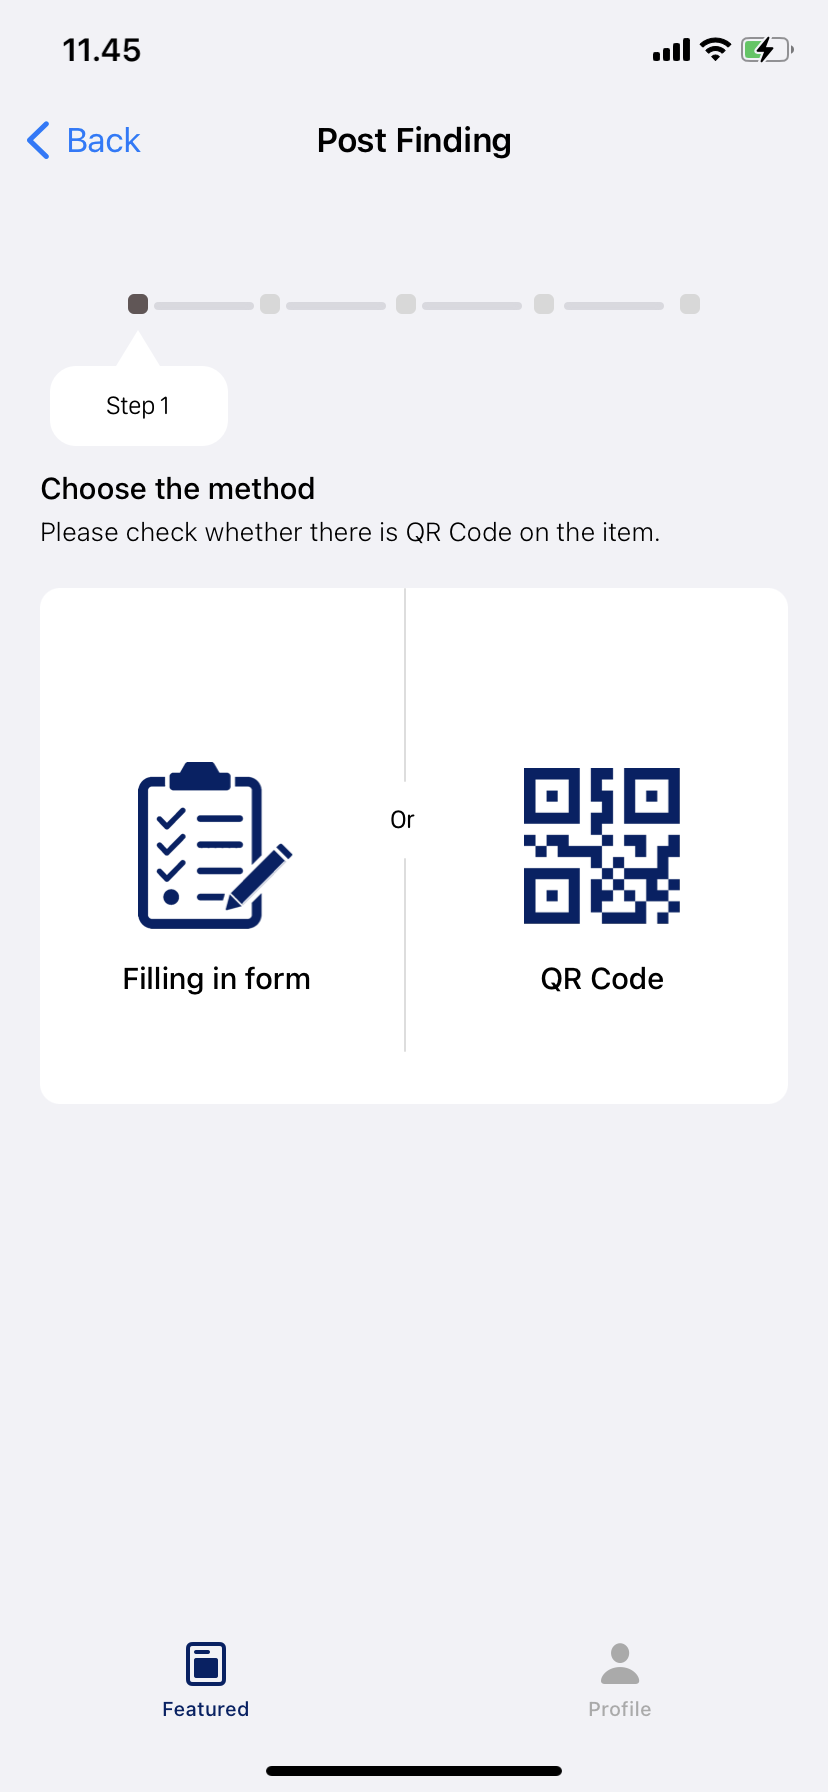 11.45
Back
Post Finding
Step 1
Choose the method
Please check whether there is QR Code on the item.
Or
Filling in form
QR Code
Featured
Profile